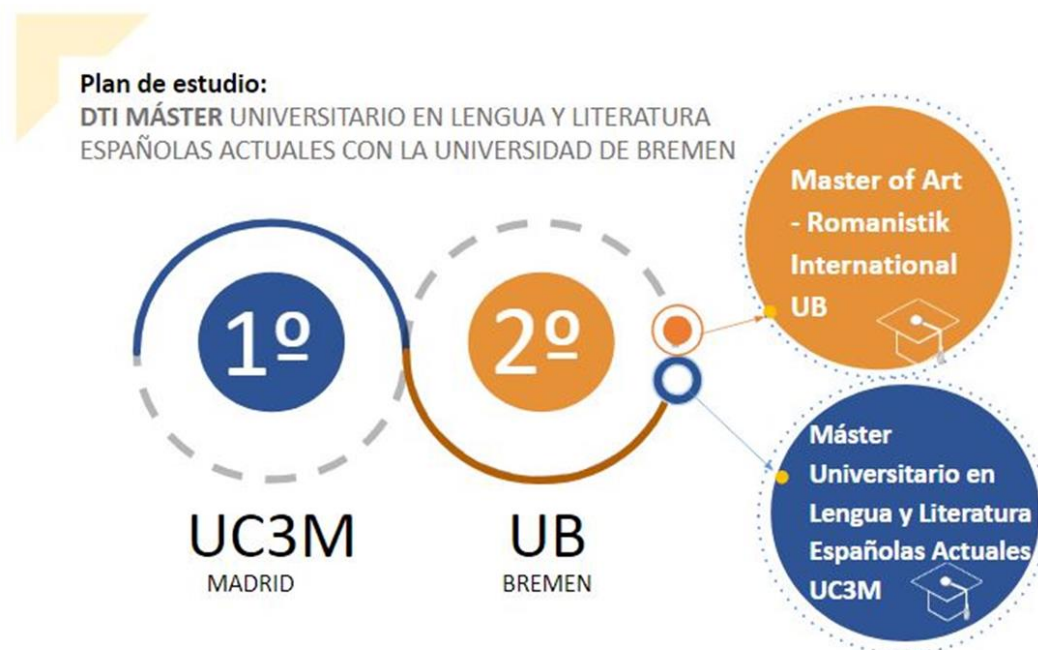 Plan de estudio:
DTI MÁSTER UNIVERSITARIO EN LENGUA Y LITERATURA
ESPAÑOLAS ACTUALES CON LA UNIVERSIDAD DE BREMEN
1º
UC3M
MADRID
2º
UB
BREMEN
Master of Art
- Romanistik
International
UB
Máster
Universitario en
Lengua y Literatura
Españolas Actuales
UC3M